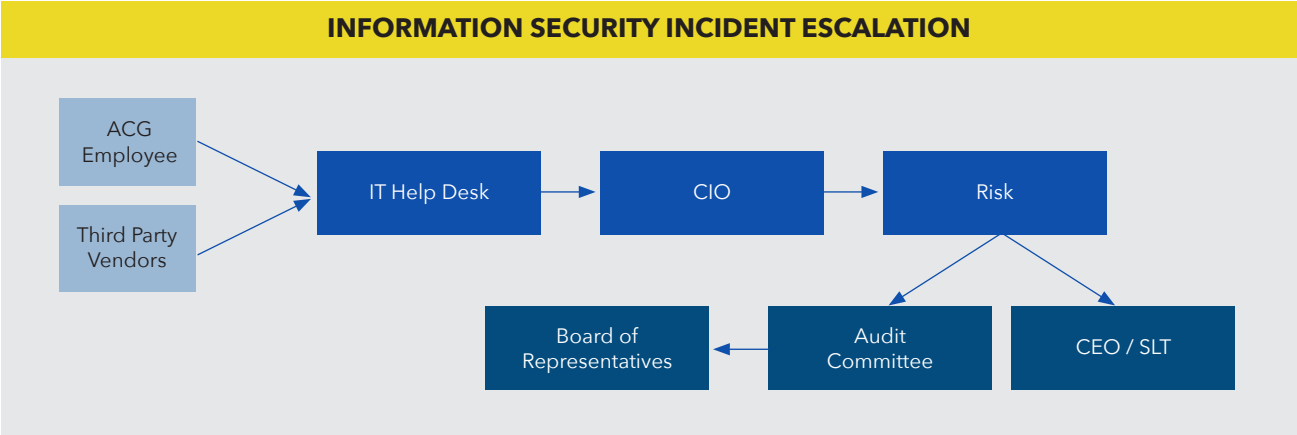 INFORMATION SECURITY INCIDENT ESCALATION
ACG
Employee
Third Party
Vendors
IT Help Desk
CIO
Risk
Board of
Representatives
Audit
Committee
CEO / SLT